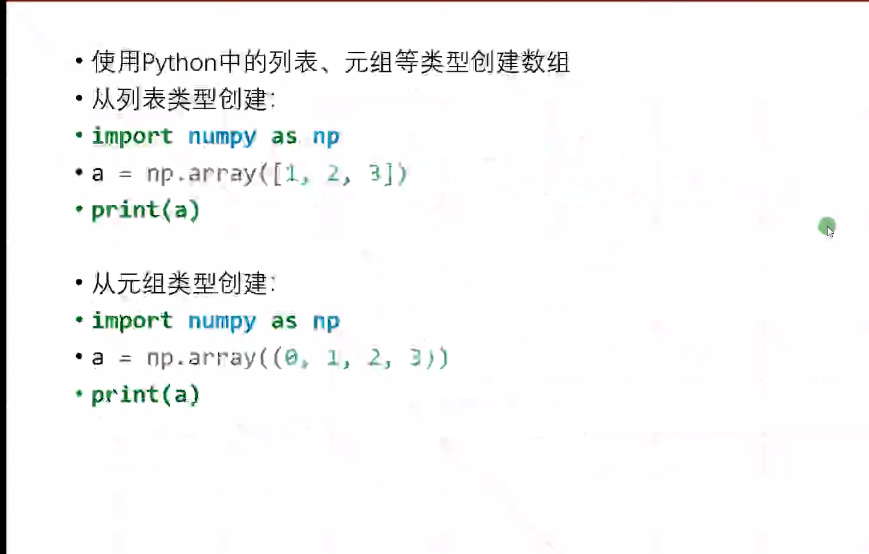 • 使用Python中的列表、元组等类型创建数组
• 从列表类型创建:
• import numpy as np
• a = np.array([1, 2, 3])
• print(a)
• 从元组类型创建:
• import numpy as np
• a = np.array((0, 1, 2, 3))
• print(a)